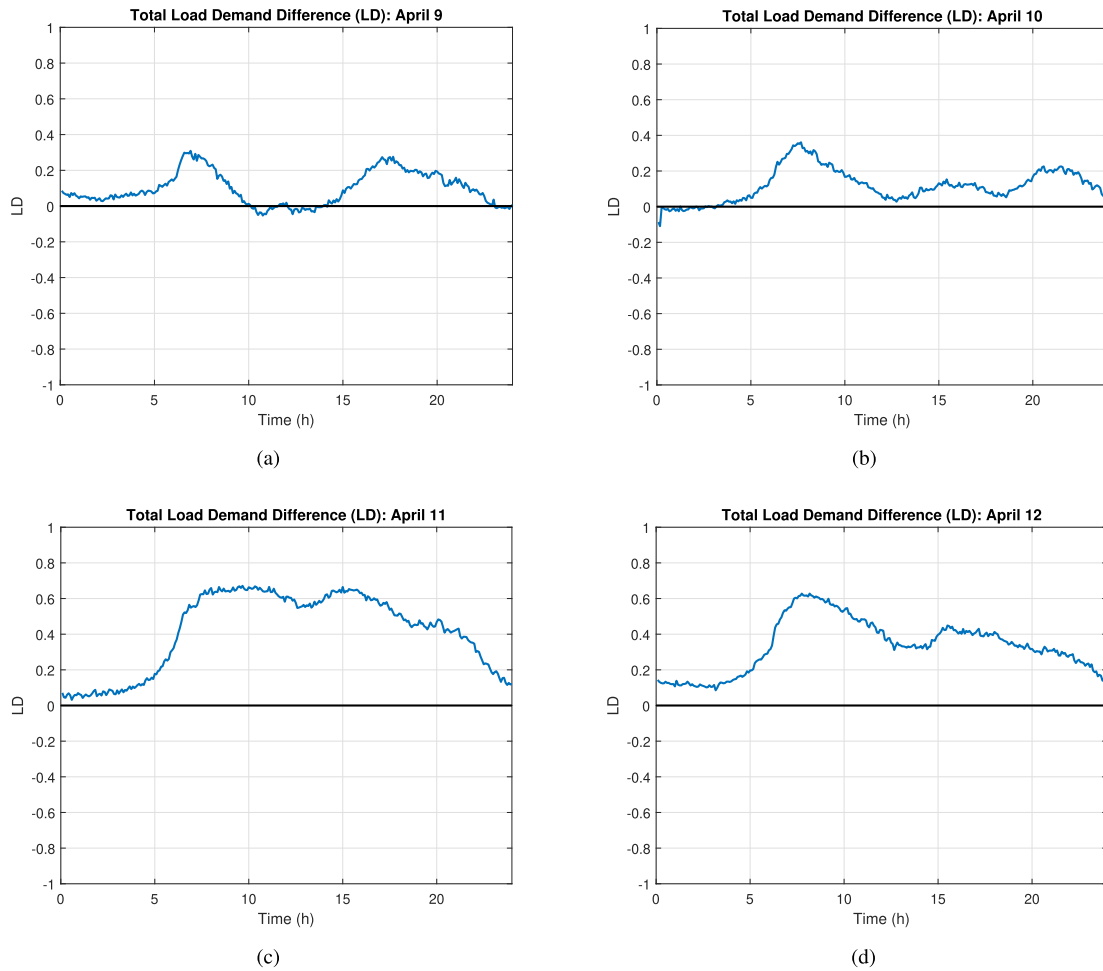 Total Load Demand Difference (LD): April 9
1
0.8
0.6
0.4
0.2
0
-0.2
-0.4
-0.6
-0.8
-1
LD
0 5 10 15 20
Time (h)
(a)
Total Load Demand Difference (LD): April 10
1
0.8
0.6
0.4
0.2
0
-0.2
-0.4
-0.6
-0.8
-1
LD
0 5 10 15 20
Time (h)
(b)
Total Load Demand Difference (LD): April 11
1
0.8
0.6
0.4
0.2
0
-0.2
-0.4
-0.6
-0.8
-1
LD
0 5 10 15 20
Time (h)
(c)
Total Load Demand Difference (LD): April 12
1
0.8
0.6
0.4
0.2
0
-0.2
-0.4
-0.6
-0.8
-1
LD
0 5 10 15 20
Time (h)
(d)